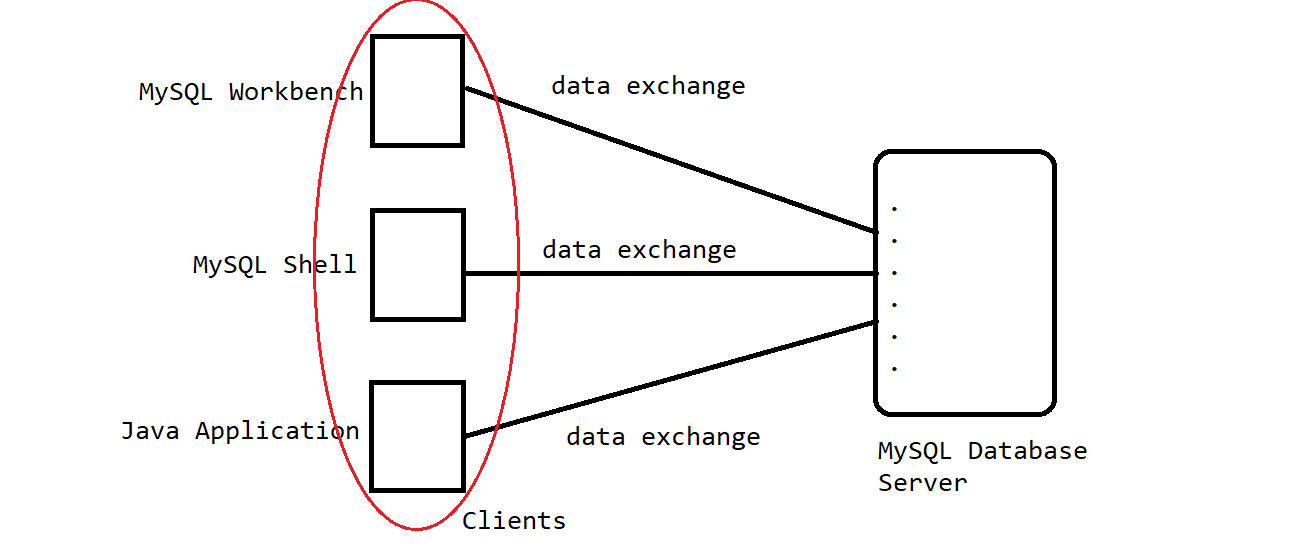 MySQL Workbench
data exchange
MySQL Shell
data exchange
Java Application
data exchange
MySQL Database
Server
Clients